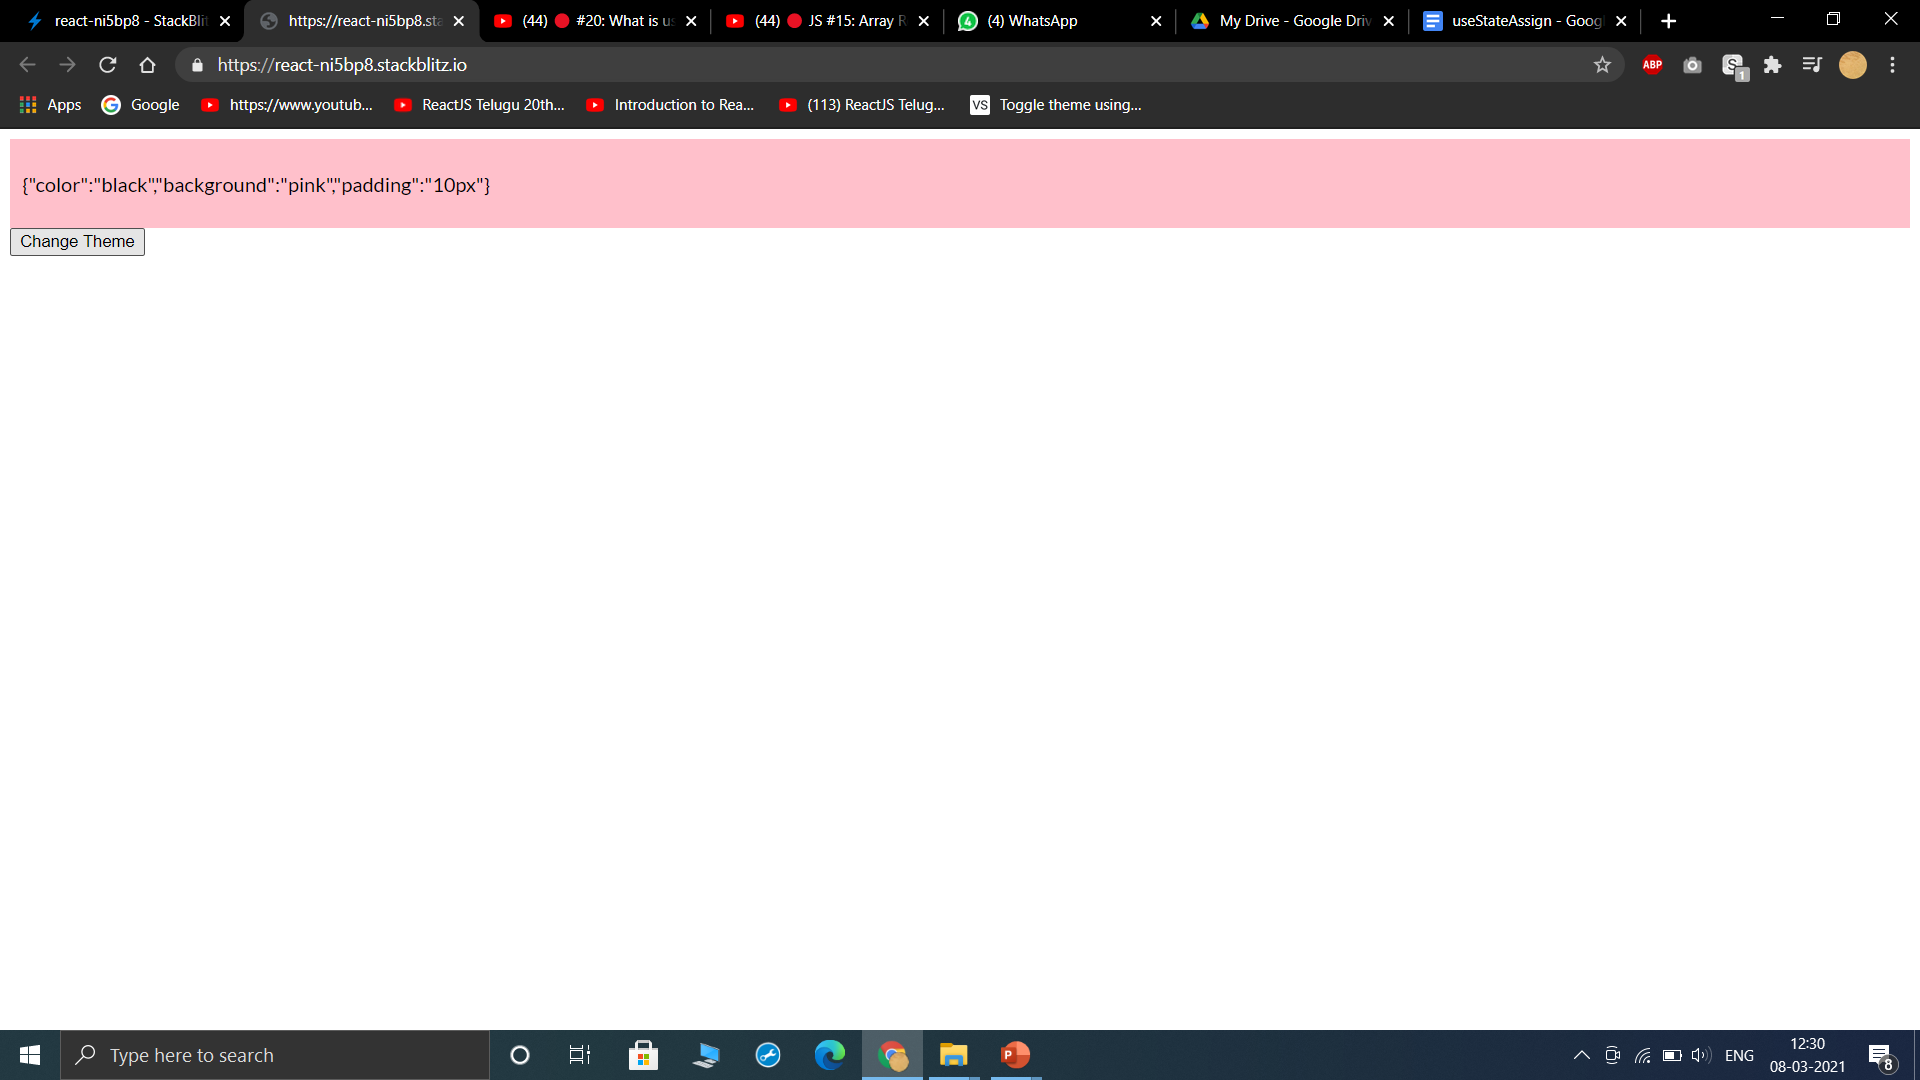 react-ni5bp8 - StackBli
https://react-ni5bp8.sta
(44) 🔴 #20: What is u
(44) 🔴 JS #15: Array R
(4) WhatsApp
My Drive - Google Driv
useStateAssign - Goog
https://react-ni5bp8.stackblitz.io
ABP
S
1
Apps
Google
https://www.youtub...
ReactJS Telugu 20th...
Introduction to Rea...
(113) ReactJS Telug...
VS
Toggle theme using...
{"color":"black","background":"pink","padding":"10px"}
Change Theme
Type here to search
P
ENG
12:30
08-03-2021
8